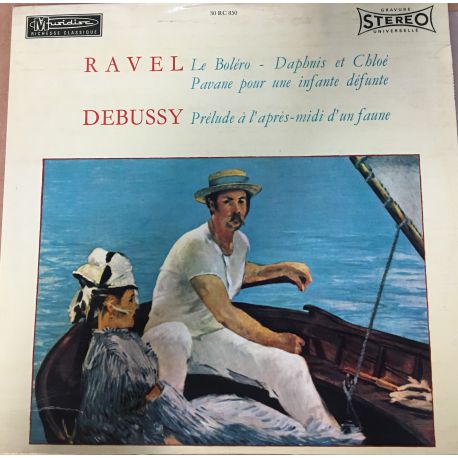 30 RC 850
Musidisc
RICHESSE CLASSIQUE
GRAVURE
STEREO
UNIVERSELLE
RAVEL Le Boléro - Daphnis et Chloé
Pavane pour une infante défunte
DEBUSSY Prélude à l'après-midi d'un faune